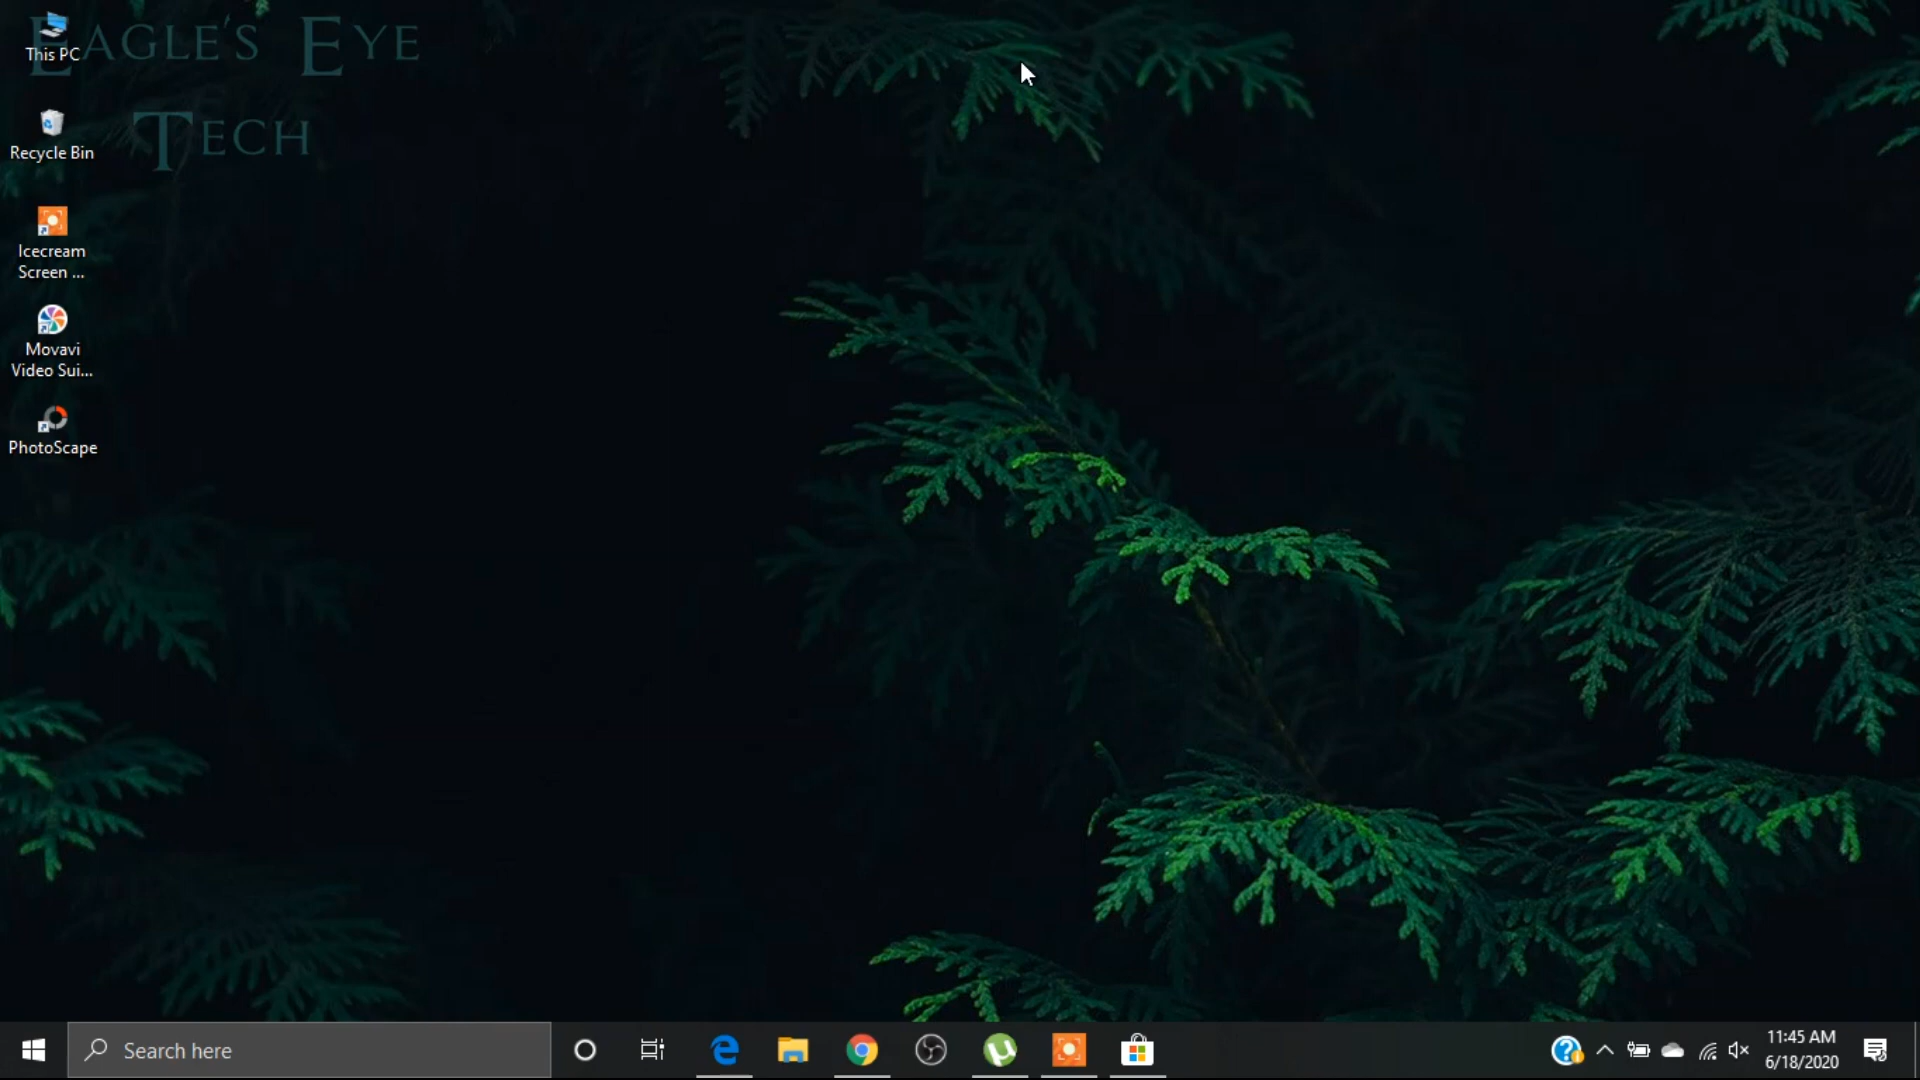 EAGLE'S EYE
TECH
This PC
Recycle Bin
Icecream
Screen ...
Movavi
Video Sui...
PhotoScape
Search here
11:45 AM
6/18/2020